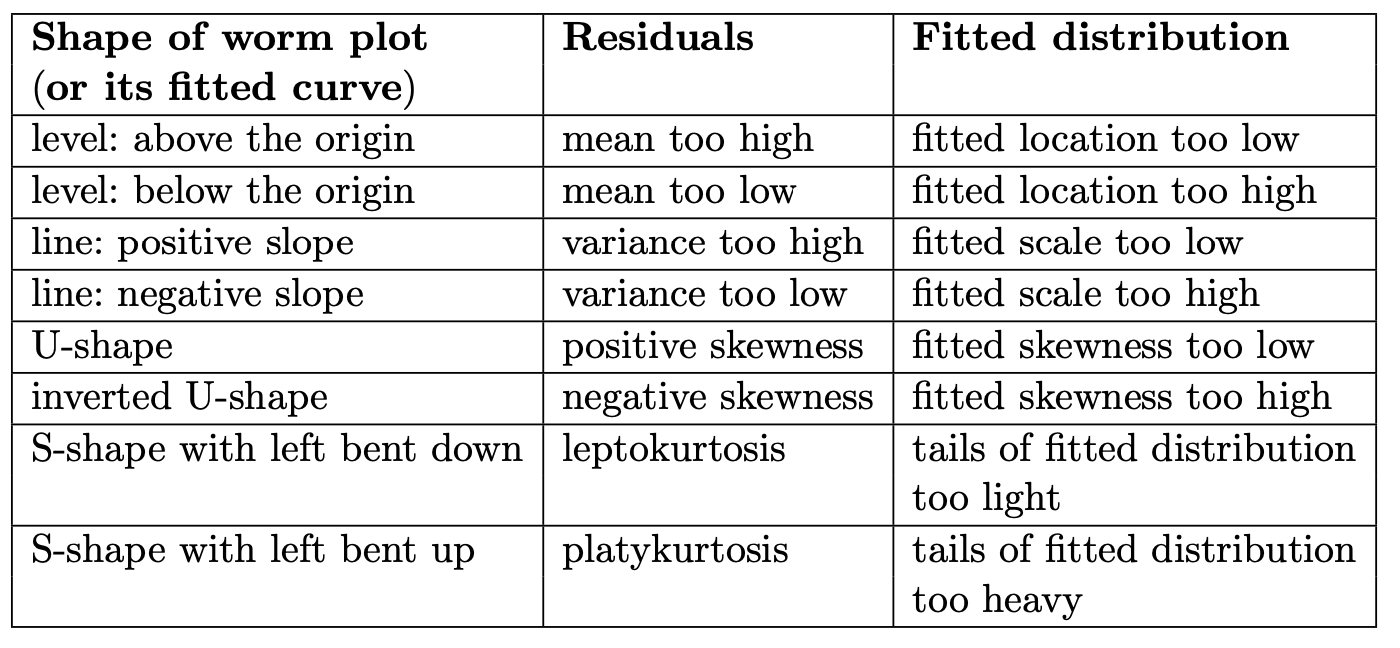 Shape of worm plot Residuals Fitted distribution
(or its fitted curve)
level: above the origin mean too high fitted location too low
level: below the origin mean too low fitted location too high
line: positive slope variance too high fitted scale too low
line: negative slope variance too low fitted scale too high
U-shape positive skewness fitted skewness too low
inverted U-shape negative skewness fitted skewness too high
S-shape with left bent down leptokurtosis tails of fitted distribution
too light
S-shape with left bent up platykurtosis tails of fitted distribution
too heavy